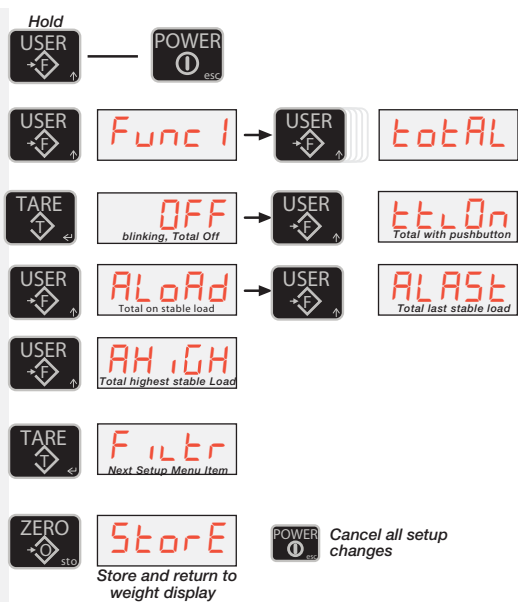 Hold
USER
F
POWER
esc
USER
F
Func 1
USER
F
totAL
TARE
T
OFF
blinking, Total Off
USER
F
ttiOn
Total with pushbutton
USER
F
ALoAd
Total on stable load
USER
F
ALASt
Total last stable load
USER
F
AHiGH
Total highest stable Load
TARE
T
Filtr
Next Setup Menu Item
ZERO
0
sto
StorE
Store and return to
weight display
POWER
esc
Cancel all setup
changes